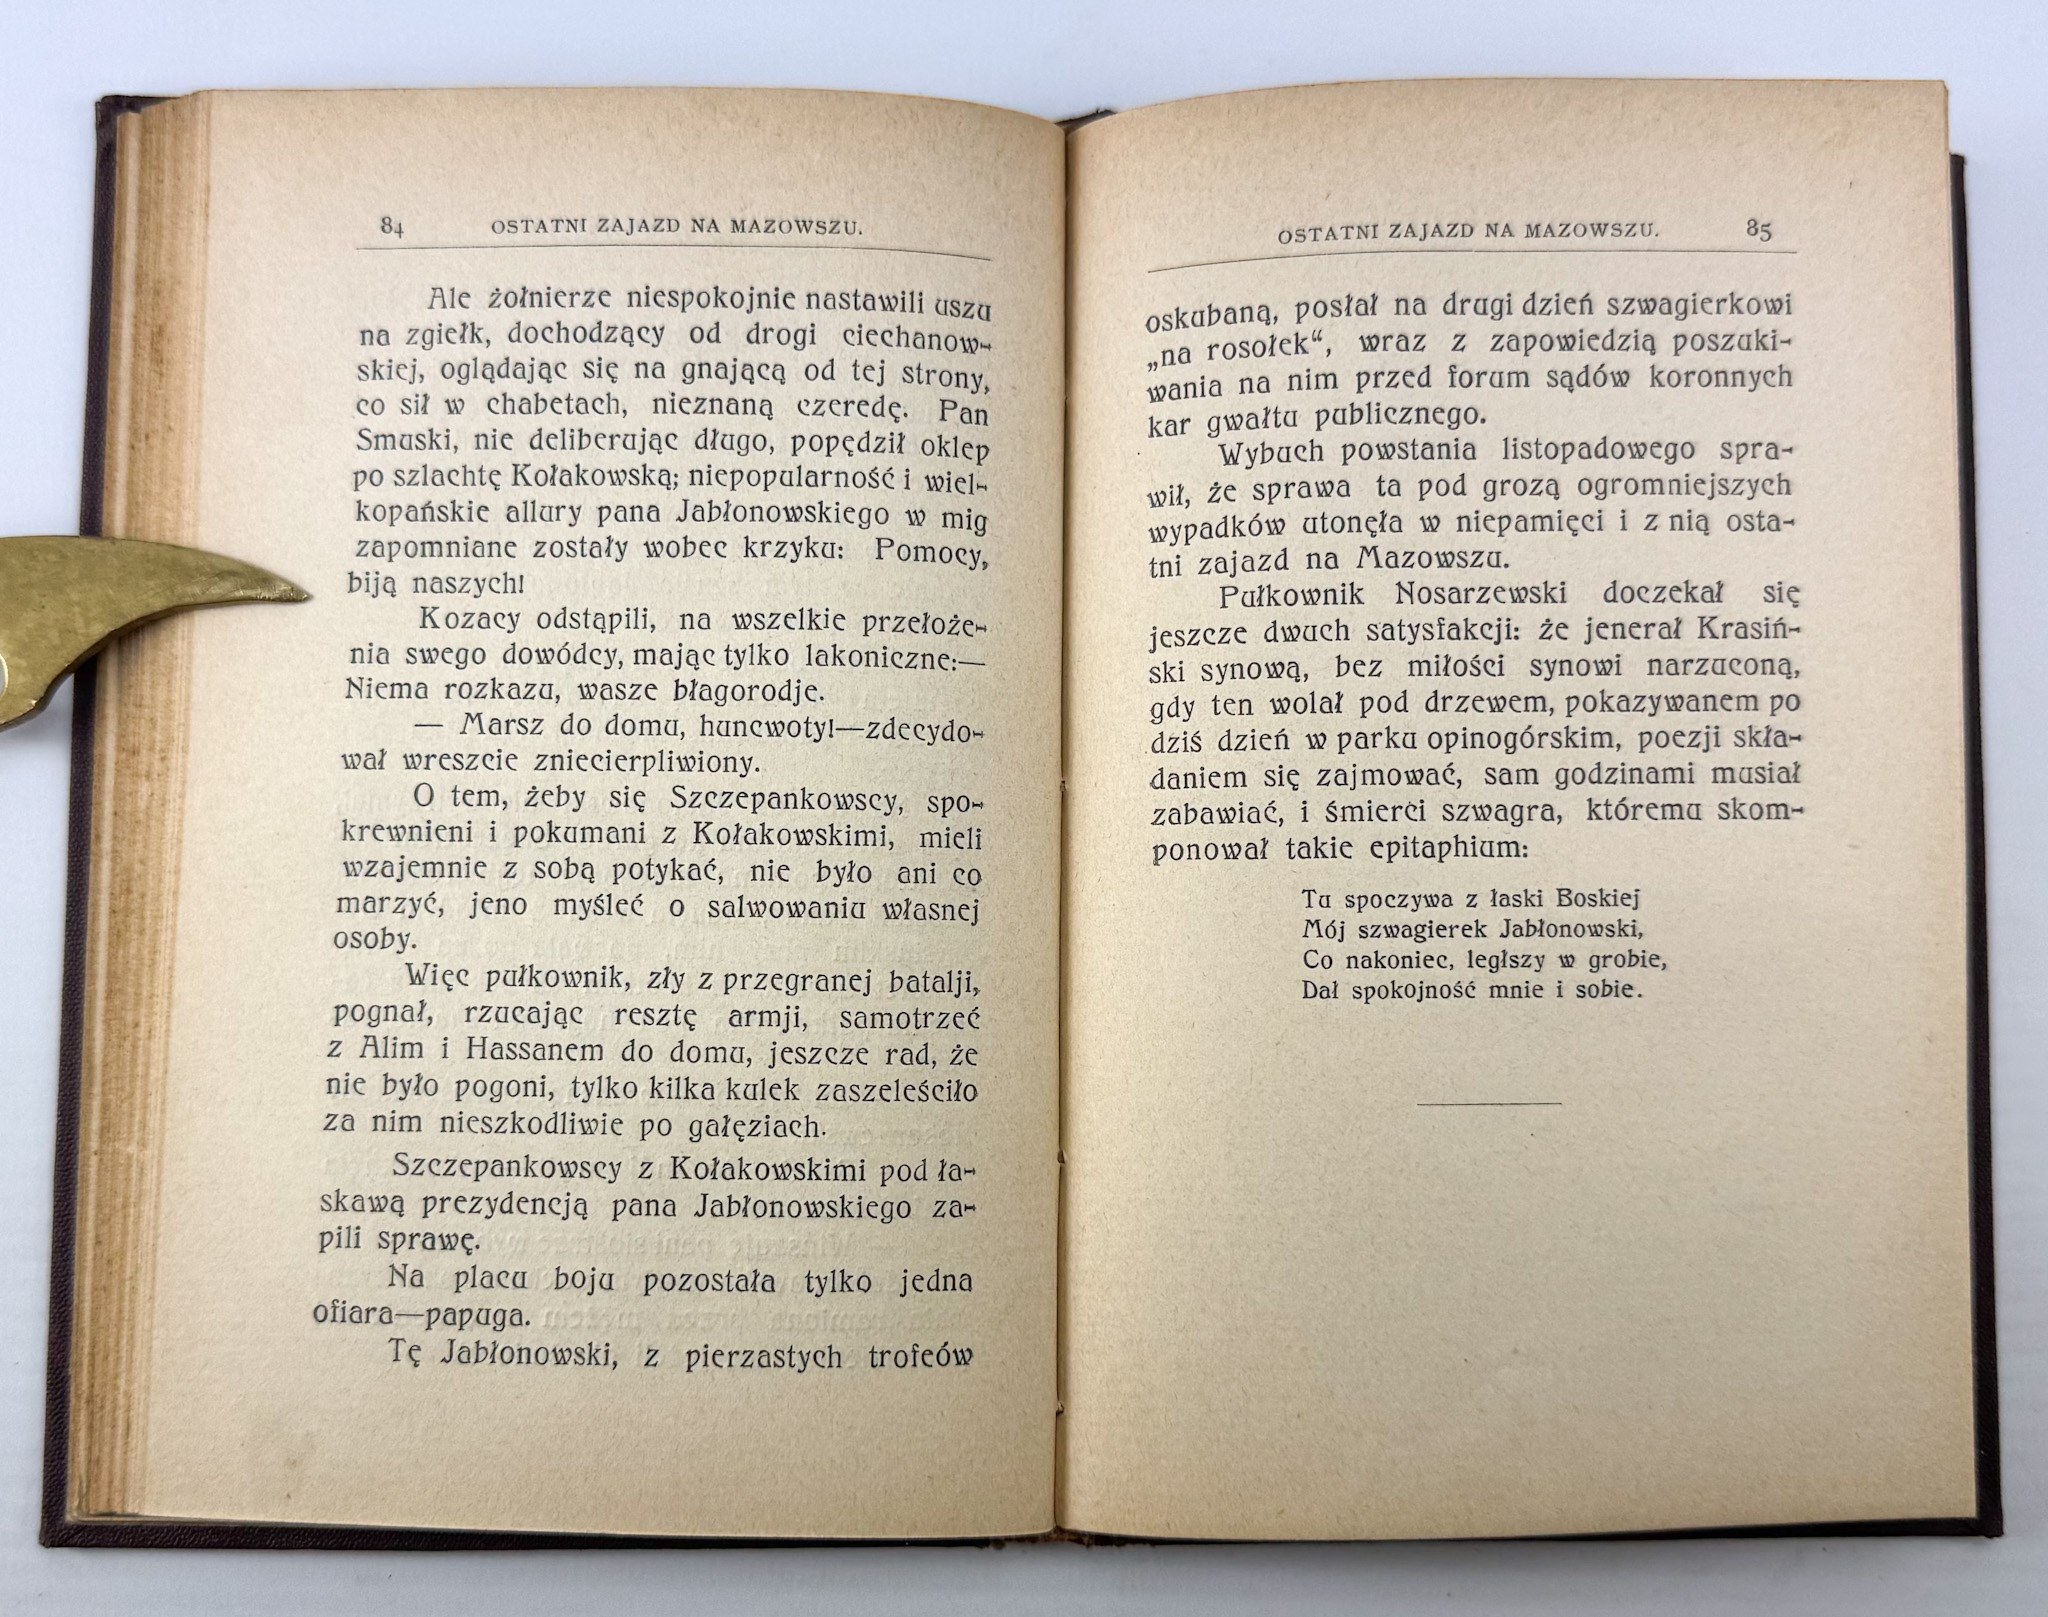 84 OSTATNI ZAJAZD NA MAZOWSZU.
Ale żołnierze niespokojnie nastawili uszu
na zgiełk, dochodzący od drogi ciechanow-
skiej, oglądając się na gnającą od tej strony,
co sił w chabetach, nieznaną czeredę. Pan
Smuski, nie deliberując długo, popędził oklep
po szlachtę Kołakowską; niepopularność i wiel-
kopańskie allury pana Jabłonowskiego w mig
zapomniane zostały wobec krzyku: Pomocy,
biją naszych!
Kozacy odstąpili, na wszelkie przełoże-
nia swego dowódcy, mając tylko lakoniczne:—
Niema rozkazu, wasze błagorodje.
— Marsz do domu, huncwoty!—zdecydo-
wał wreszcie zniecierpliwiony.
O tem, żeby się Szczepankowscy, spo-
krewnieni i pokumani z Kołakowskimi, mieli
wzajemnie z sobą potykać, nie było ani co
marzyć, jeno myśleć o salwowaniu własnej
osoby.
Więc pułkownik, zły z przegranej batalji,
pognał, rzucając resztę armji, samotrzeć
z Alim i Hassanem do domu, jeszcze rad, że
nie było pogoni, tylko kilka kulek zaszeleściło
za nim nieszkodliwie po gałęziach.
Szczepankowscy z Kołakowskimi pod ła-
skawą prezydencją pana Jabłonowskiego za-
pili sprawę.
Na placu boju pozostała tylko jedna
ofiara—papuga.
Tę Jabłonowski, z pierzastych trofeów
OSTATNI ZAJAZD NA MAZOWSZU. 85
oskubaną, posłał na drugi dzień szwagierkowi
„na rosołek“, wraz z zapowiedzią poszuki-
wania na nim przed forum sądów koronnych
kar gwałtu publicznego.
Wybuch powstania listopadowego spra-
wił, że sprawa ta pod grozą ogromniejszych
wypadków utonęła w niepamięci i z nią osta-
tni zajazd na Mazowszu.
Pułkownik Nosarzewski doczekał się
jeszcze dwuch satysfakcji: że jenerał Krasiń-
ski synową, bez miłości synowi narzuconą,
gdy ten wolał pod drzewem, pokazywanem po
dziś dzień w parku opinogórskim, poezji skła-
daniem się zajmować, sam godzinami musiał
zabawiać, i śmierci szwagra, któremu skom-
ponował takie epitaphium:
Tu spoczywa z łaski Boskiej
Mój szwagierek Jabłonowski,
Co nakoniec, ległszy w grobie,
Dał spokojność mnie i sobie.